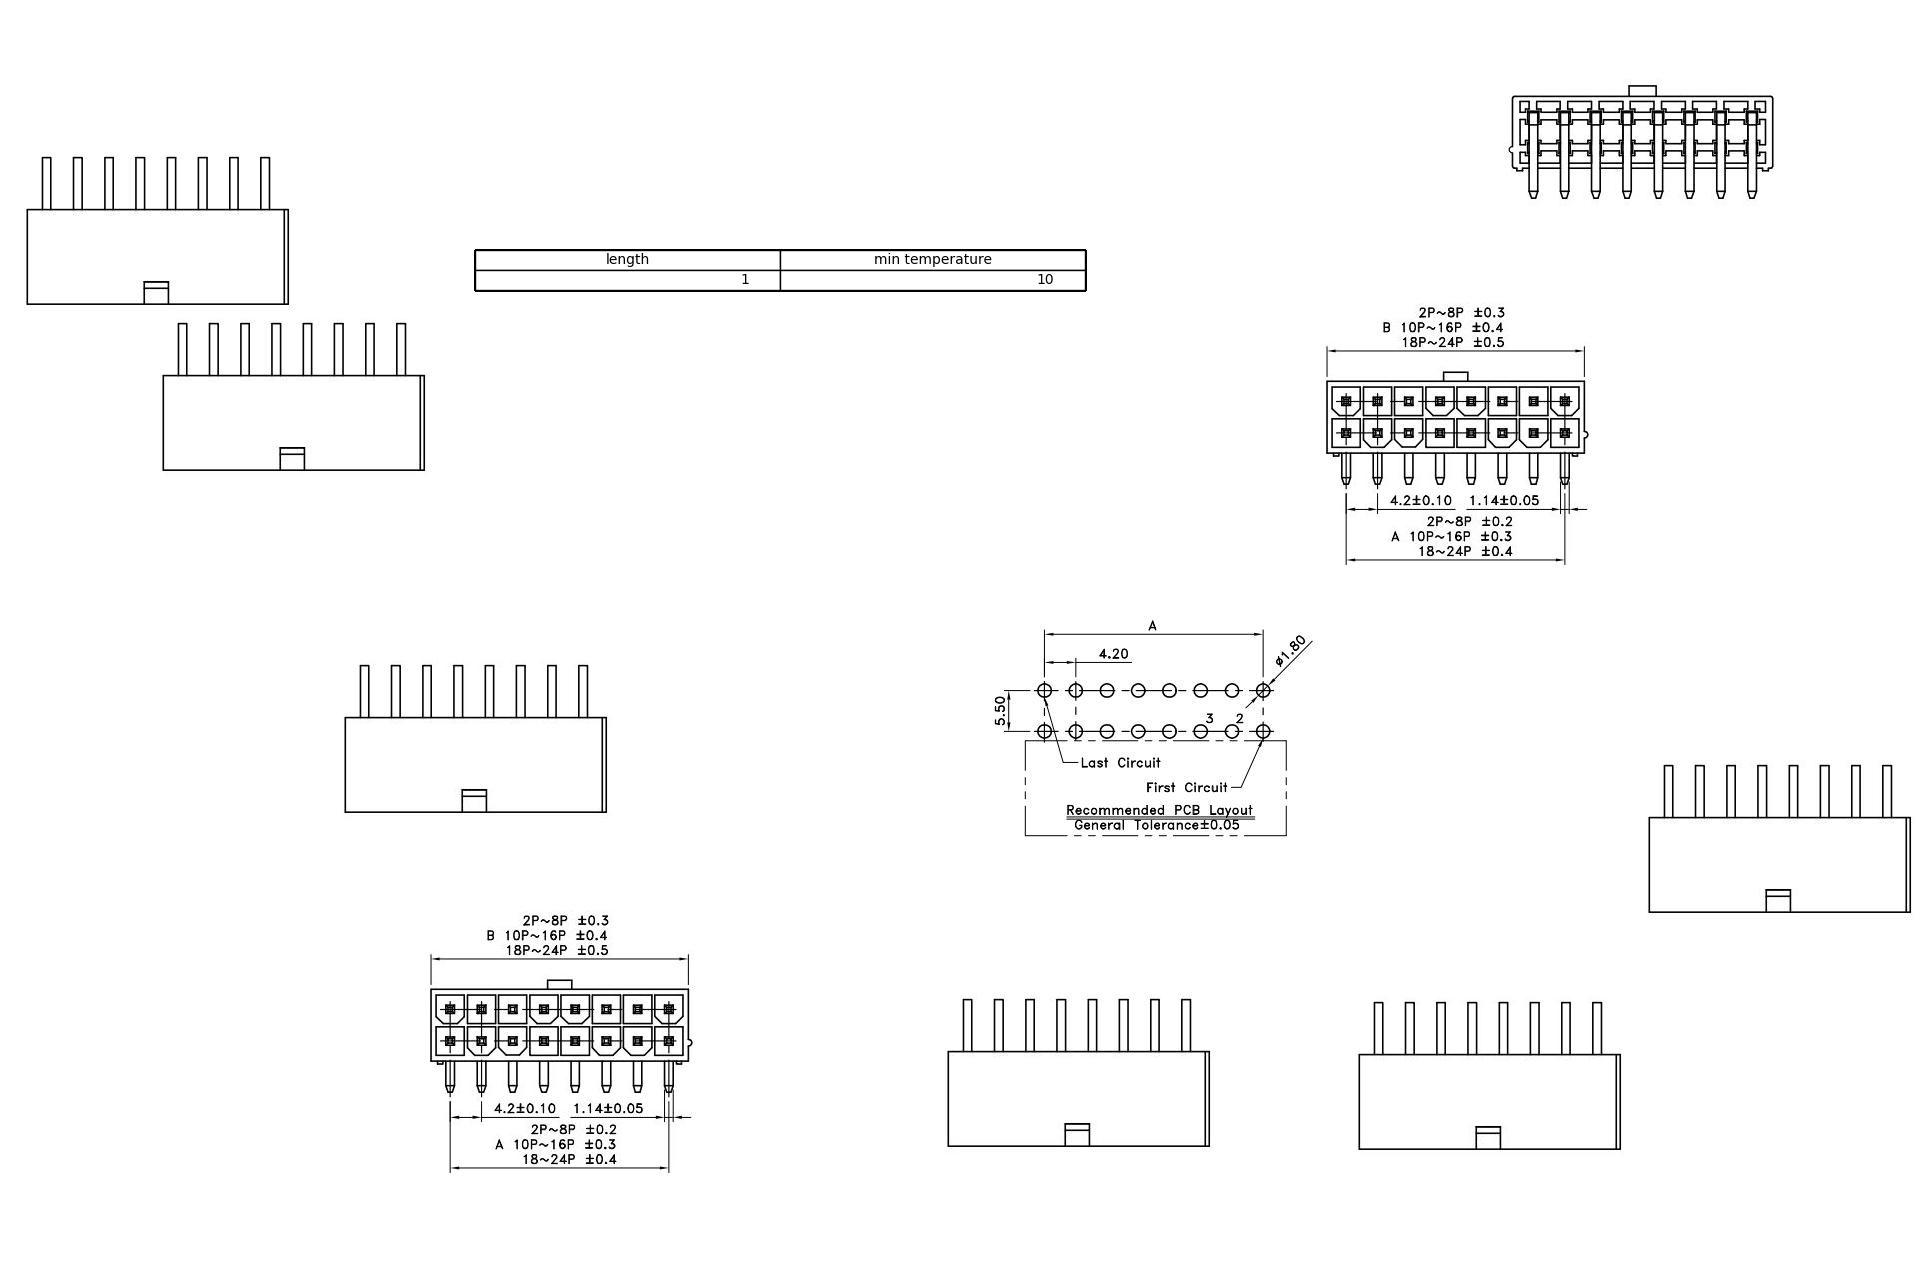 length min temperature
1 10
2P~8P ±0.3
B 10P~16P ±0.4
18P~24P ±0.5
4.2±0.10 1.14±0.05
2P~8P ±0.2
A 10P~16P ±0.3
18~24P ±0.4
A
4.20
ø1.80
5.50
3 2
Last Circuit
First Circuit
Recommended PCB Layout
General Tolerance±0.05
2P~8P ±0.3
B 10P~16P ±0.4
18P~24P ±0.5
4.2±0.10 1.14±0.05
2P~8P ±0.2
A 10P~16P ±0.3
18~24P ±0.4